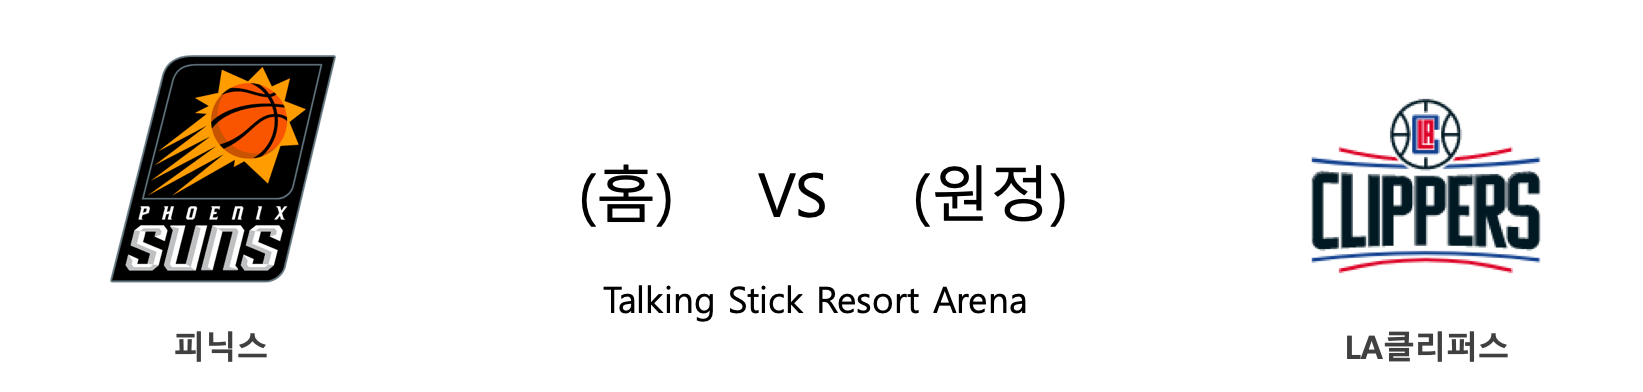 PHOENIX
SUNS
피닉스
(홈) VS (원정)
Talking Stick Resort Arena
LA
CLIPPERS
LA클리퍼스